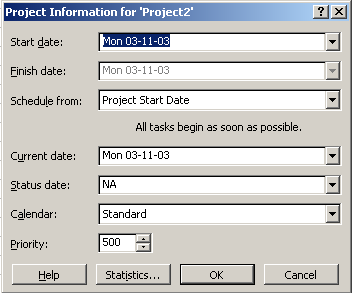 Project Information for 'Project2'
Start date: Mon 03-11-03
Finish date: Mon 03-11-03
Schedule from: Project Start Date
All tasks begin as soon as possible.
Current date: Mon 03-11-03
Status date: NA
Calendar: Standard
Priority: 500
Help Statistics... OK Cancel